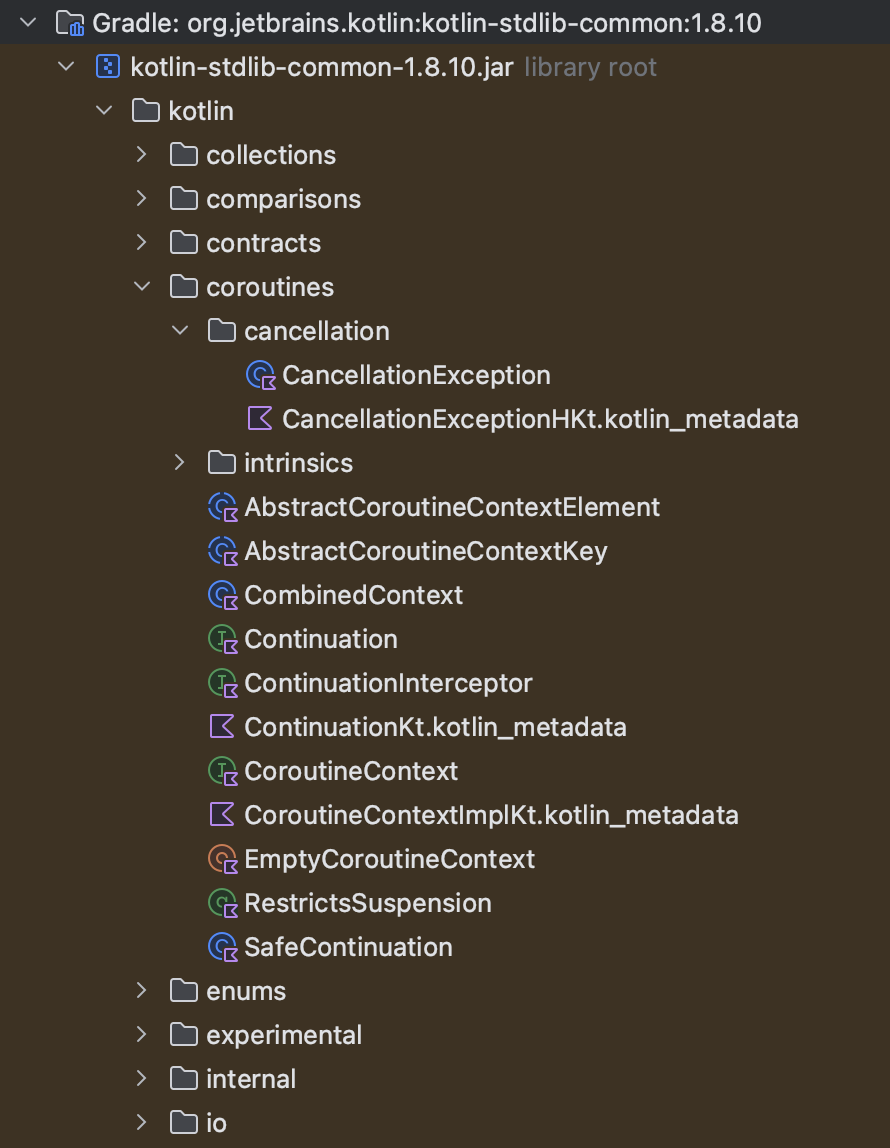 Gradle: org.jetbrains.kotlin:kotlin-stdlib-common:1.8.10
kotlin-stdlib-common-1.8.10.jar library root
kotlin
collections
comparisons
contracts
coroutines
cancellation
CancellationException
CancellationExceptionHKt.kotlin_metadata
intrinsics
AbstractCoroutineContextElement
AbstractCoroutineContextKey
CombinedContext
Continuation
ContinuationInterceptor
ContinuationKt.kotlin_metadata
CoroutineContext
CoroutineContextImplKt.kotlin_metadata
EmptyCoroutineContext
RestrictsSuspension
SafeContinuation
enums
experimental
internal
io